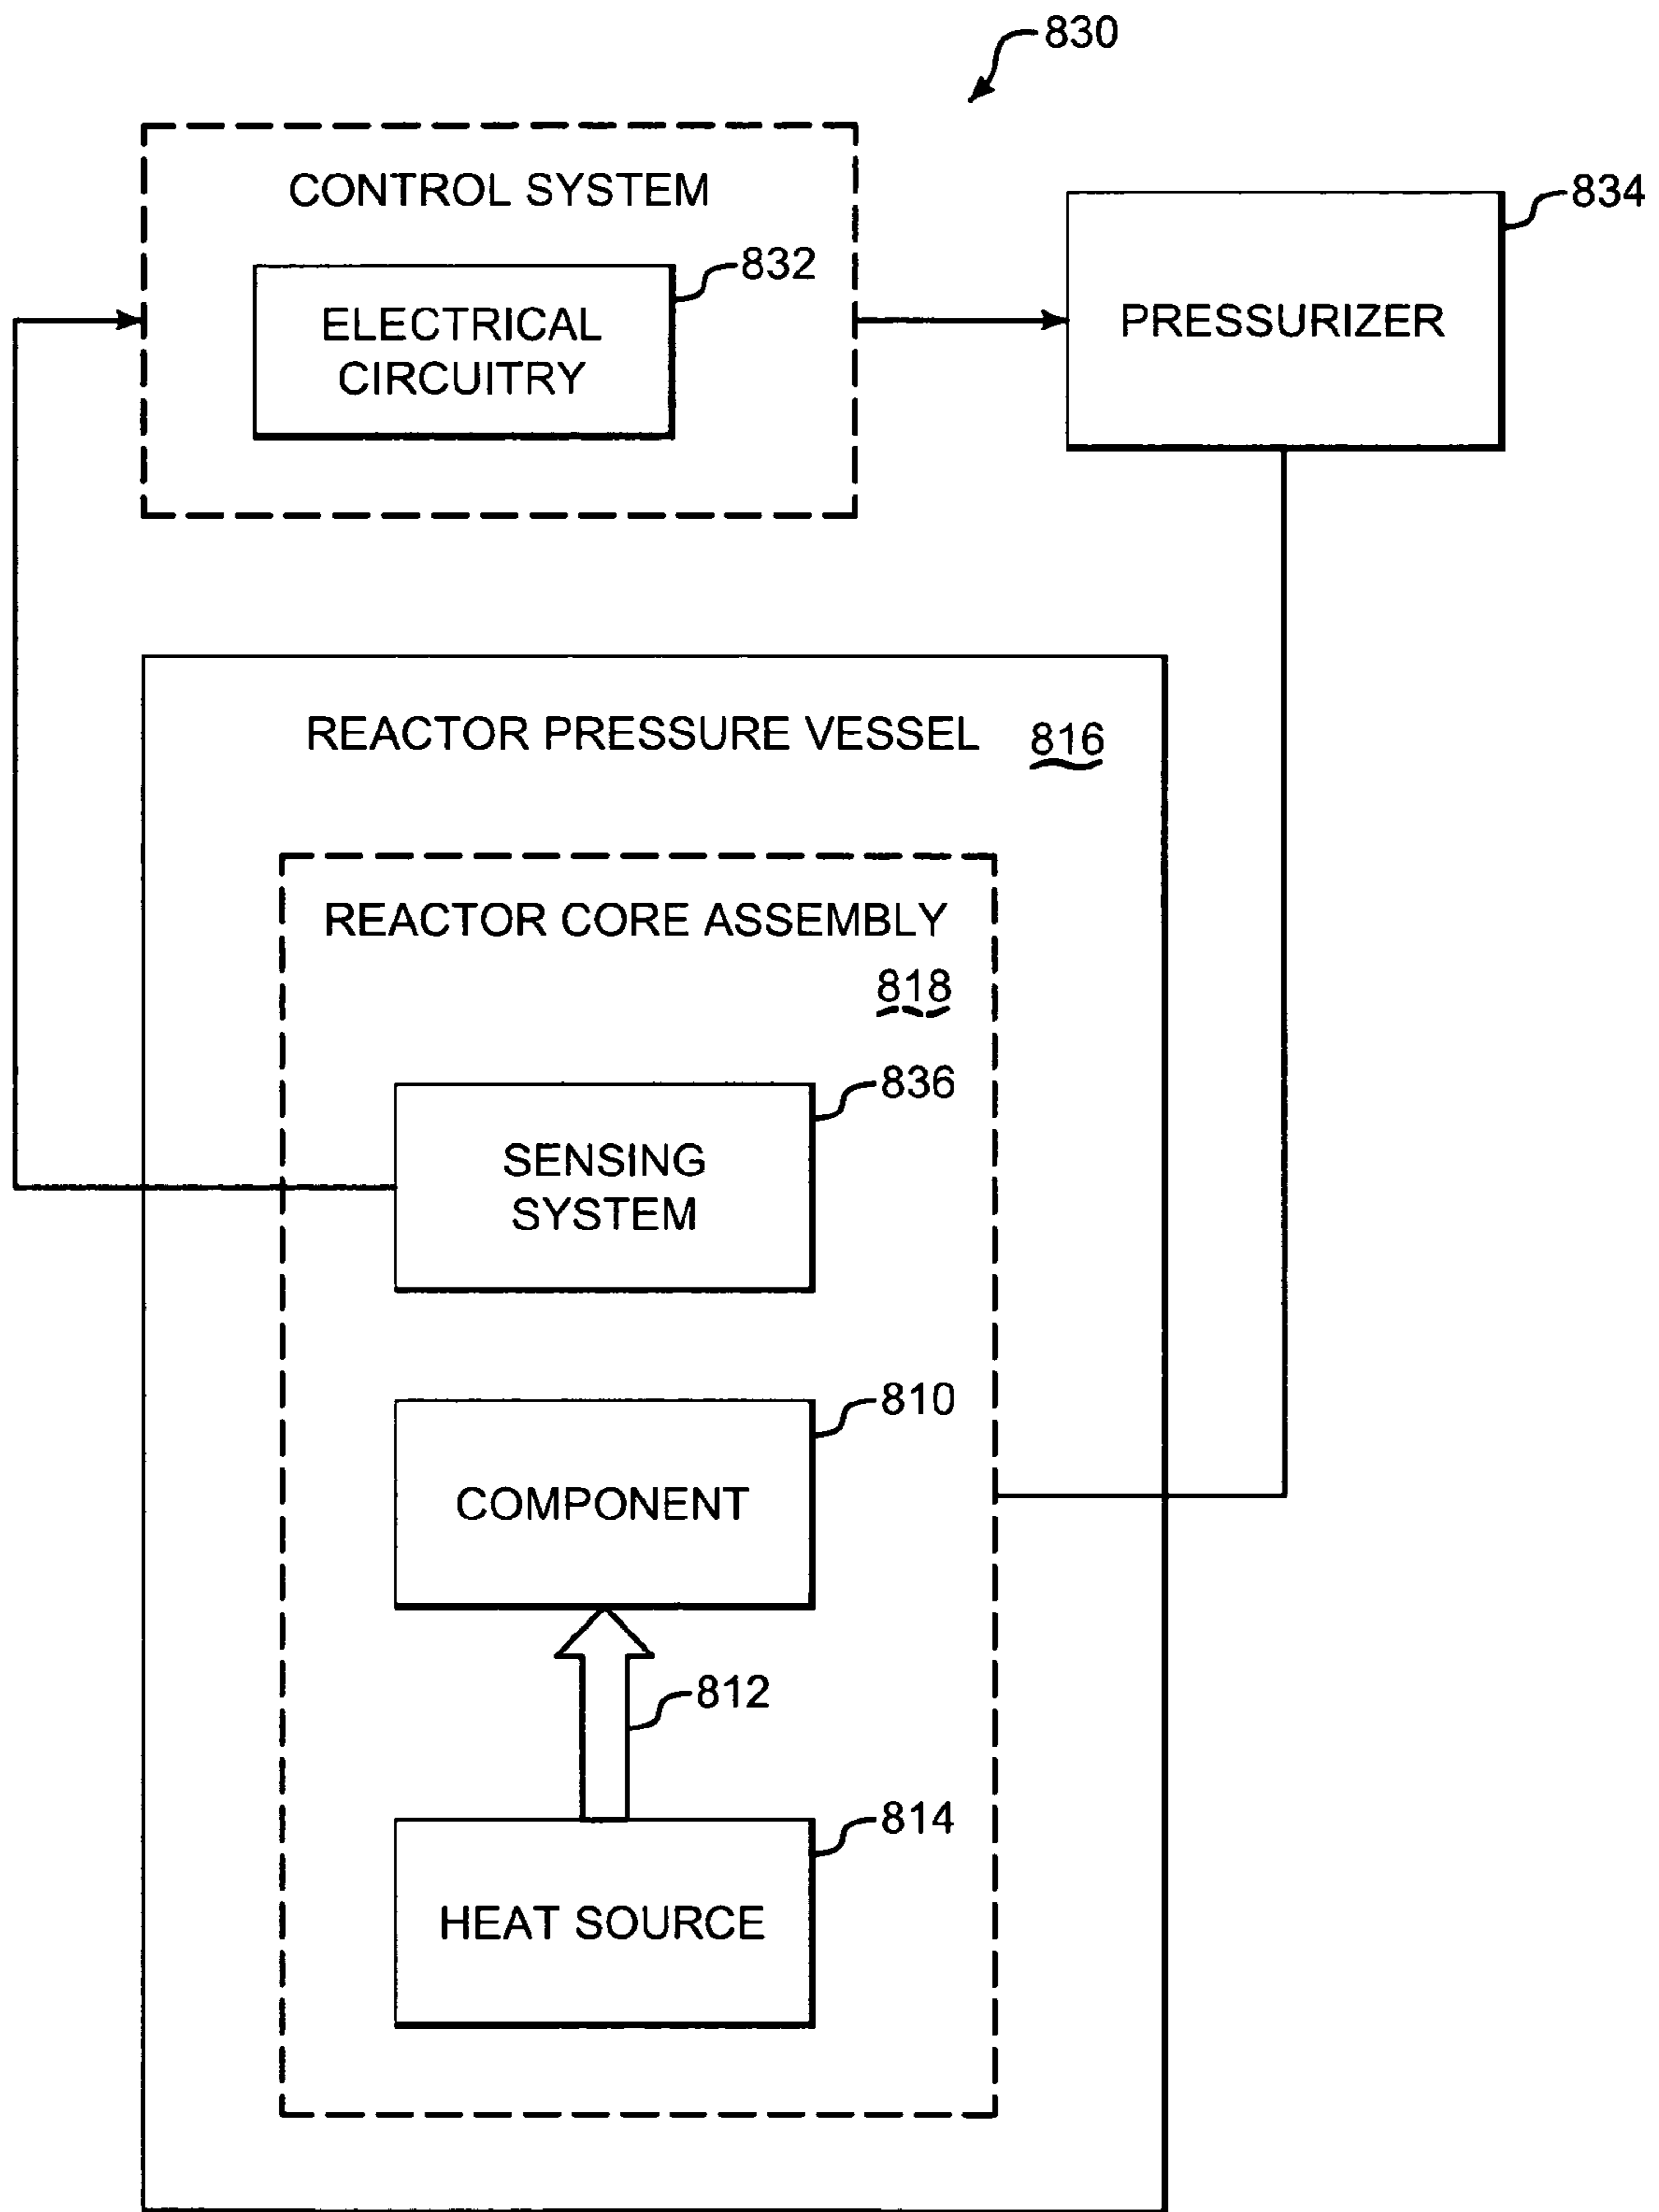 830
CONTROL SYSTEM
834
832
ELECTRICAL
CIRCUITRY
PRESSURIZER
REACTOR PRESSURE VESSEL 816
REACTOR CORE ASSEMBLY
818
836
SENSING
SYSTEM
810
COMPONENT
812
814
HEAT SOURCE